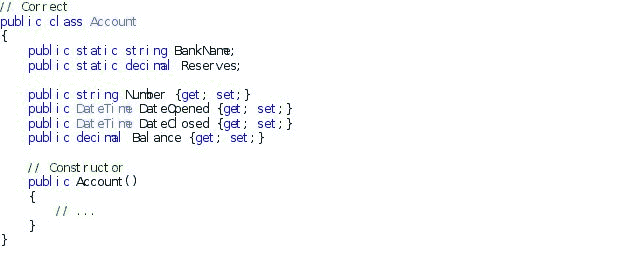 // Correct
public class Account
{
    public static string BankName;
    public static decimal Reserves;

    public string Number {get; set;}
    public DateTime DateOpened {get; set;}
    public DateTime DateClosed {get; set;}
    public decimal Balance {get; set;}

    // Constructor
    public Account()
    {
        // ...
    }
}